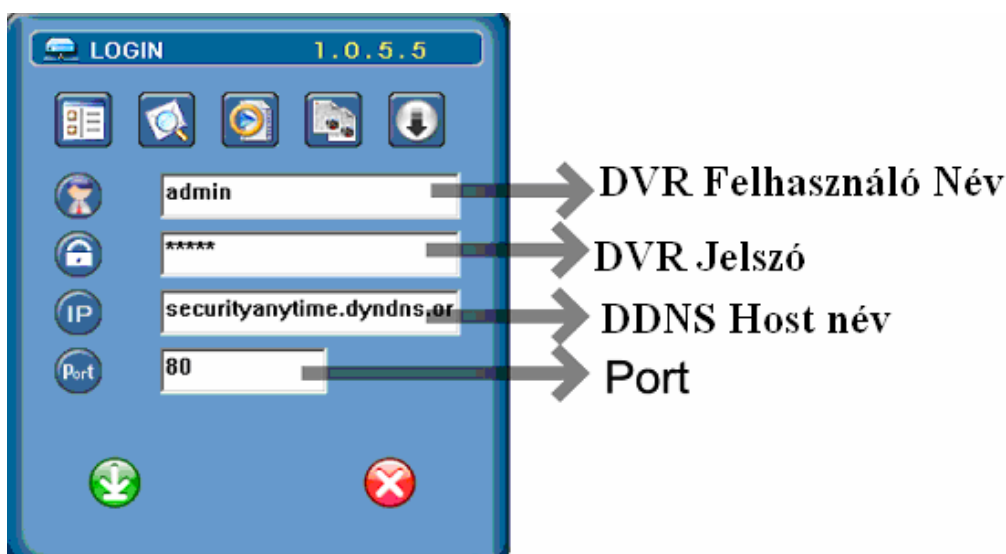 LOGIN 1.0.5.5
admin DVR Felhasználó Név
***** DVR Jelszó
IP securityanytime.dyndns.or DDNS Host név
Port 80 Port